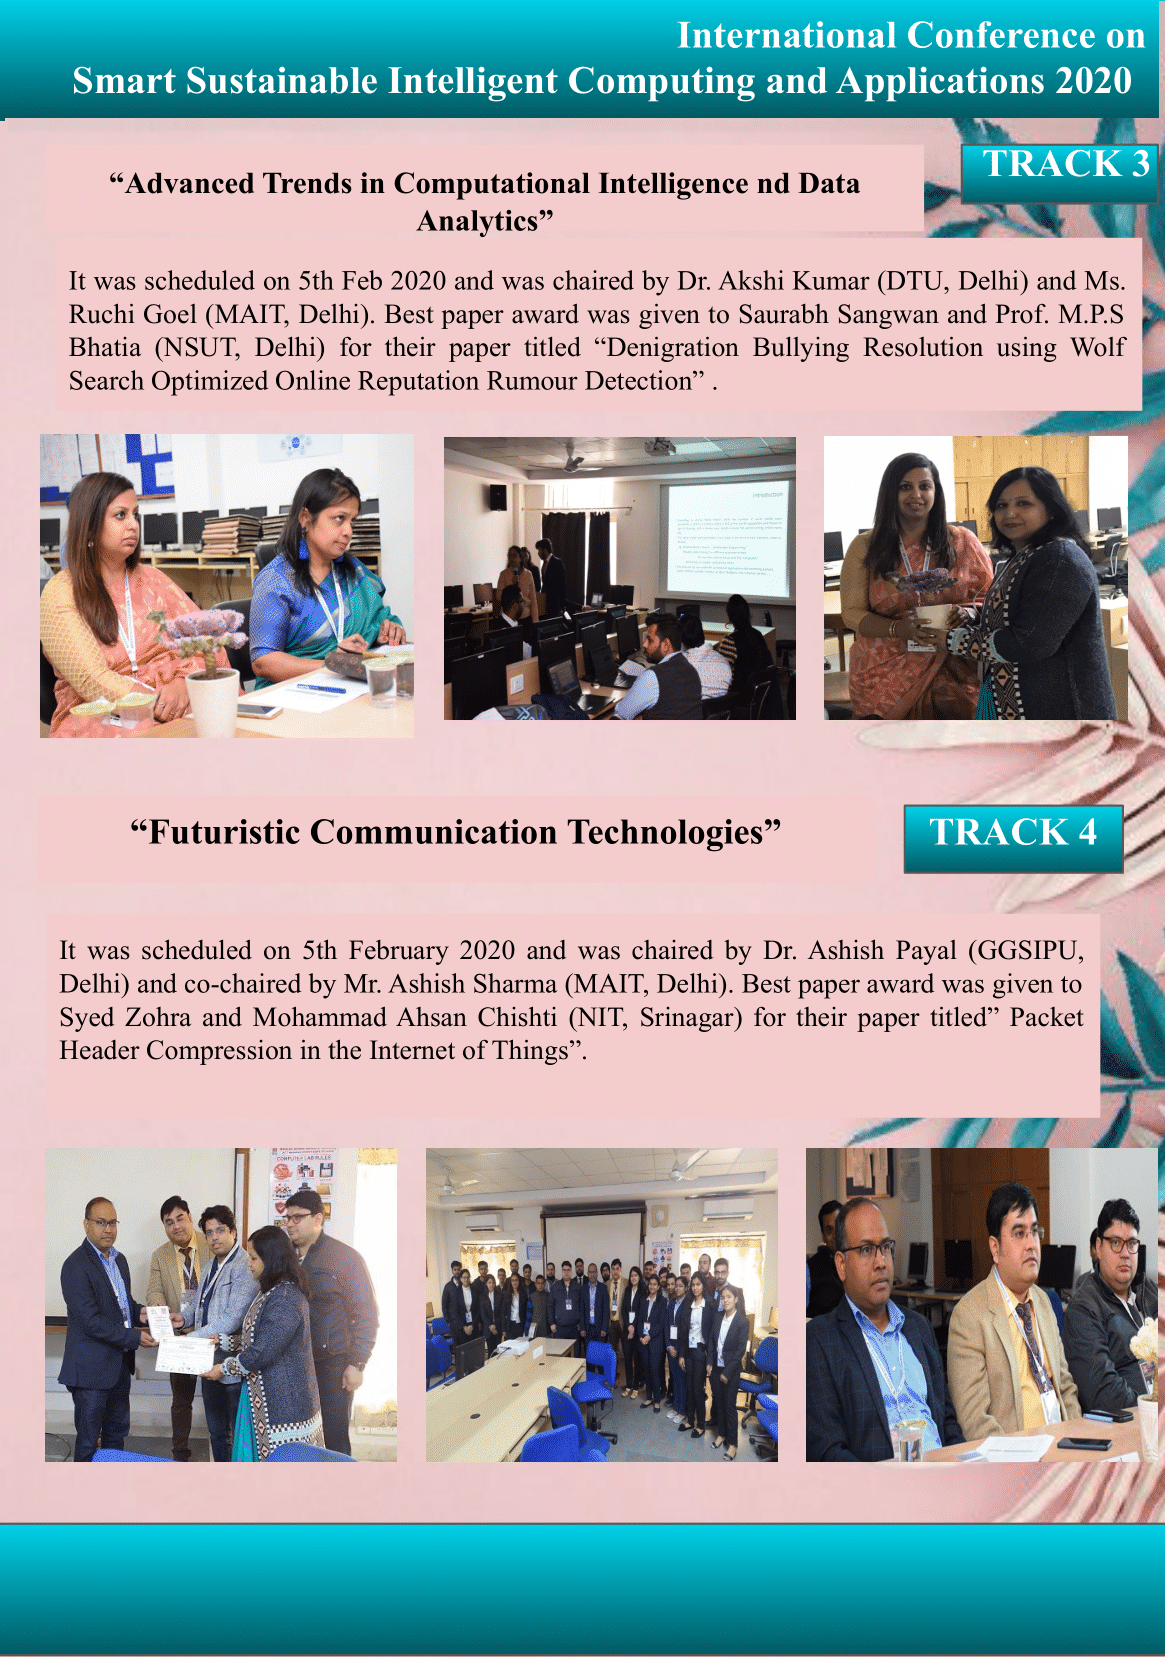 International Conference on
Smart Sustainable Intelligent Computing and Applications 2020
TRACK 3
“Advanced Trends in Computational Intelligence nd Data
Analytics”
It was scheduled on 5th Feb 2020 and was chaired by Dr. Akshi Kumar (DTU, Delhi) and Ms.
Ruchi Goel (MAIT, Delhi). Best paper award was given to Saurabh Sangwan and Prof. M.P.S
Bhatia (NSUT, Delhi) for their paper titled “Denigration Bullying Resolution using Wolf
Search Optimized Online Reputation Rumour Detection” .
Introduction
“Futuristic Communication Technologies”
TRACK 4
It was scheduled on 5th February 2020 and was chaired by Dr. Ashish Payal (GGSIPU,
Delhi) and co-chaired by Mr. Ashish Sharma (MAIT, Delhi). Best paper award was given to
Syed Zohra and Mohammad Ahsan Chishti (NIT, Srinagar) for their paper titled” Packet
Header Compression in the Internet of Things”.
COMPUTER LAB RULES